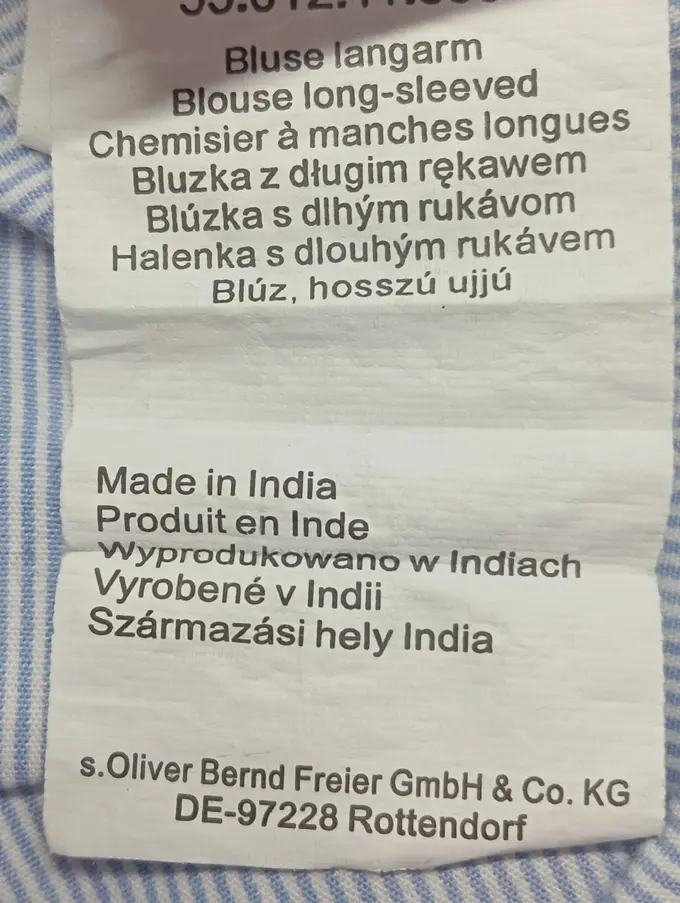 Bluse langarm
Blouse long-sleeved
Chemisier à manches longues
Bluzka z długim rękawem
Blúzka s dlhým rukávom
Halenka s dlouhým rukávem
Blúz, hosszú ujjú
Made in India
Produit en Inde
Wyprodukowano w Indiach
Vyrobené v Indii
Származási hely India
s.Oliver Bernd Freier GmbH & Co. KG
DE-97228 Rottendorf